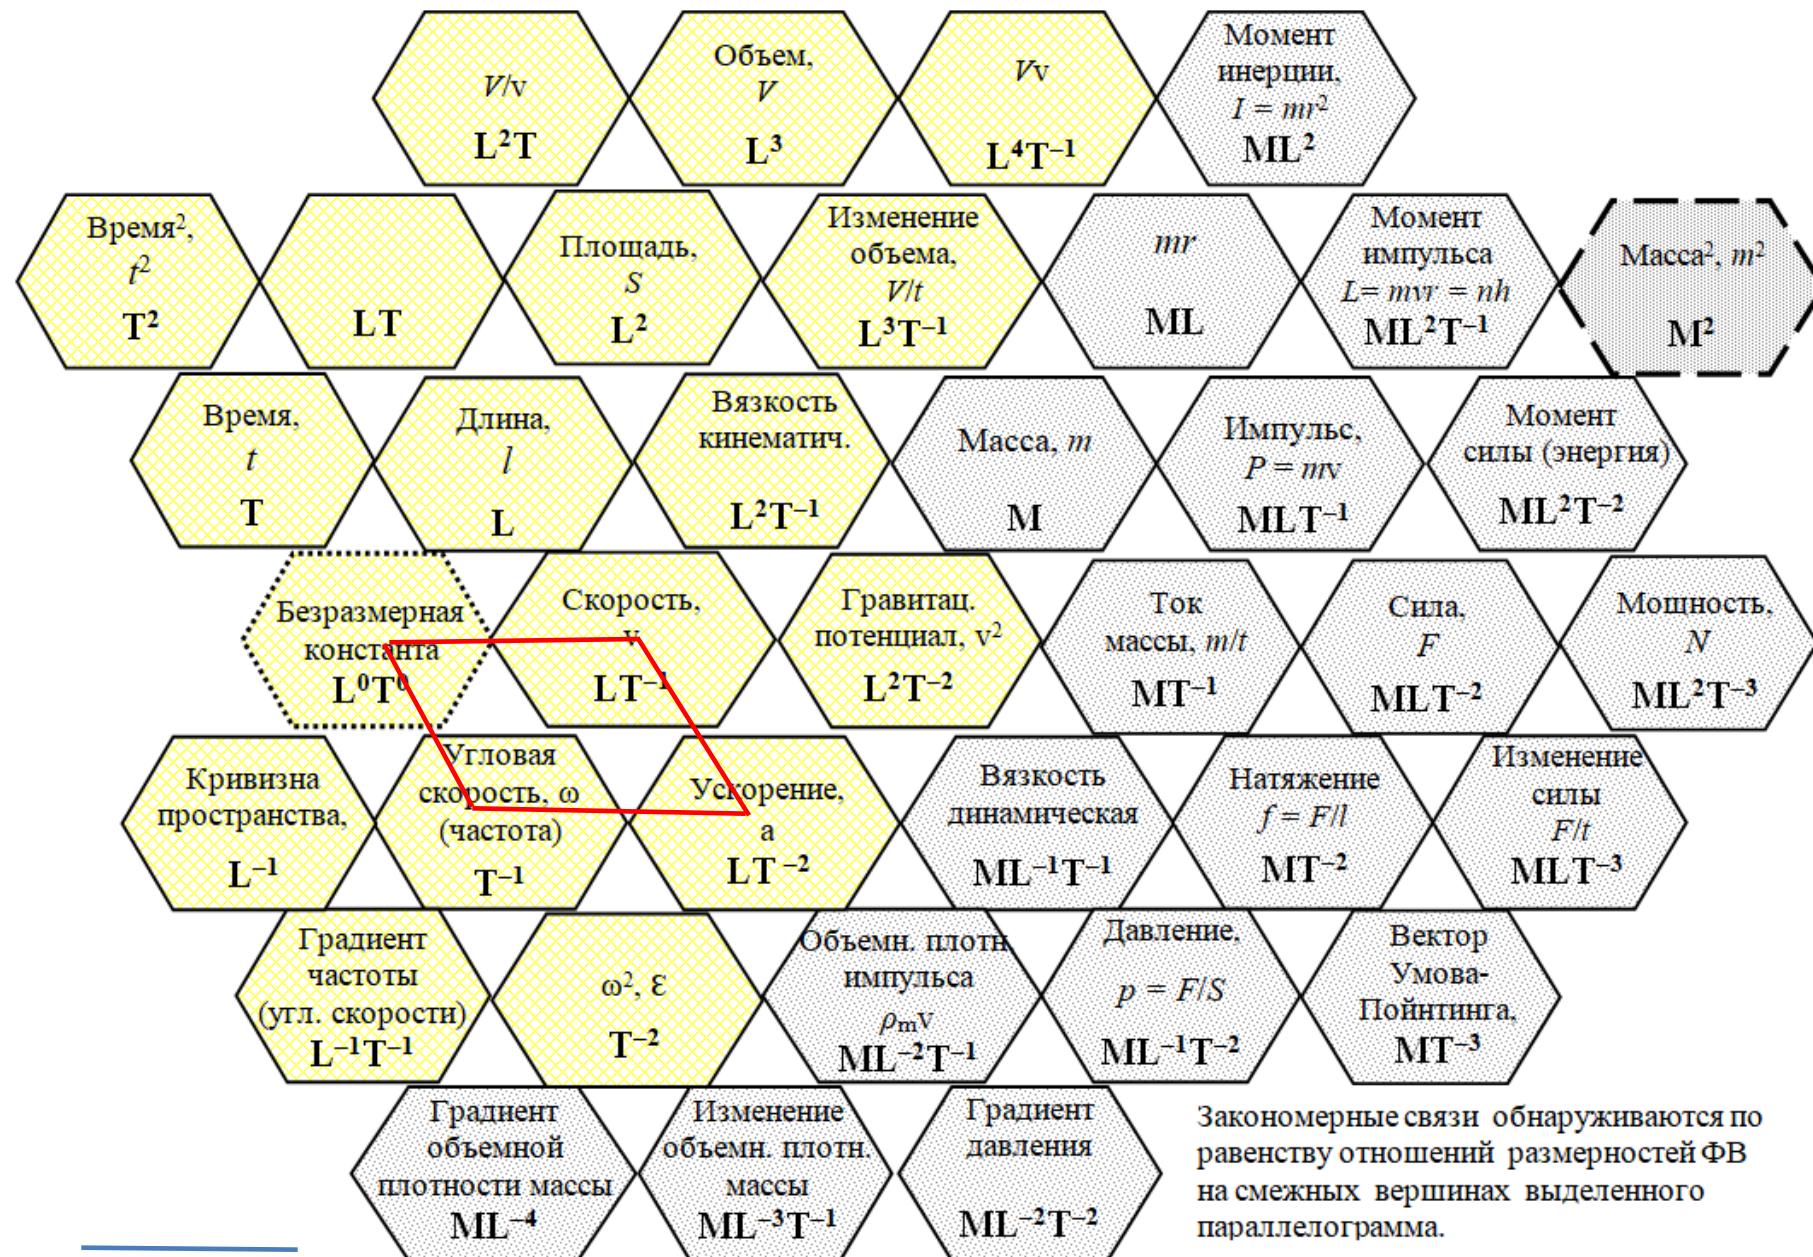 V/v
L²T
Объем,
V
L³
Vv
L⁴T⁻¹
Момент
инерции,
I = mr²
ML²
Время²,
t²
T²
LT
Площадь,
S
L²
Изменение
объема,
V/t
L³T⁻¹
mr
ML
Момент
импульса
L= mvr = nh
ML²T⁻¹
Масса², m²
M²
Время,
t
T
Длина,
l
L
Вязкость
кинематич.
L²T⁻¹
Масса, m
M
Импульс,
P = mv
MLT⁻¹
Момент
силы (энергия)
ML²T⁻²
Безразмерная
константа
L⁰T⁰
Скорость,
v
LT⁻¹
Гравитац.
потенциал, v²
L²T⁻²
Ток
массы, m/t
MT⁻¹
Сила,
F
MLT⁻²
Мощность,
N
ML²T⁻³
Кривизна
пространства,
L⁻¹
Угловая
скорость, ω
(частота)
T⁻¹
Ускорение,
a
LT⁻²
Вязкость
динамическая
ML⁻¹T⁻¹
Натяжение
f = F/l
MT⁻²
Изменение
силы
F/t
MLT⁻³
Градиент
частоты
(угл. скорости)
L⁻¹T⁻¹
ω², Ɛ
T⁻²
Объемн. плотн
импульса
ρₘv
ML⁻²T⁻¹
Давление,
p = F/S
ML⁻¹T⁻²
Вектор
Умова-
Пойнтинга,
MT⁻³
Градиент
объемной
плотности массы
ML⁻⁴
Изменение
объемн. плотн.
массы
ML⁻³T⁻¹
Градиент
давления
ML⁻²T⁻²
Закономерные связи обнаруживаются по
равенству отношений размерностей ФВ
на смежных вершинах выделенного
параллелограмма.